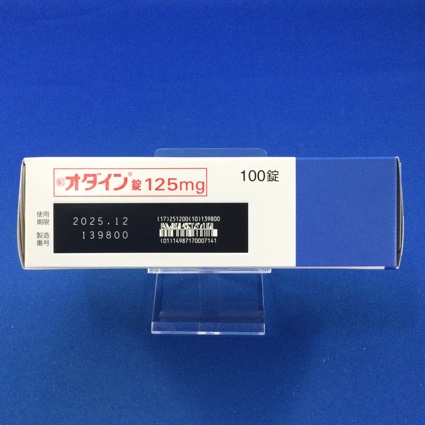 オダイン®錠125mg
100錠
使用
期限 2025.12
製造
番号 139800
(17)251200(10)139800
(01)14987170007141